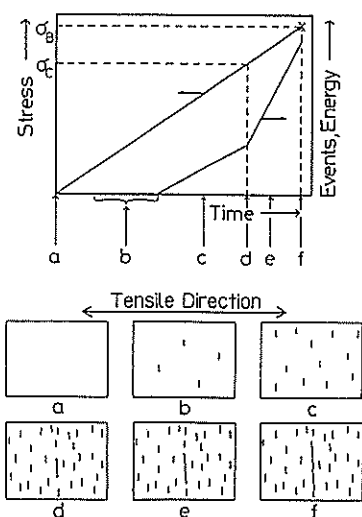 σB
σC
Stress
Events, Energy
Time
a b c d e f
Tensile Direction
a b c
d e f